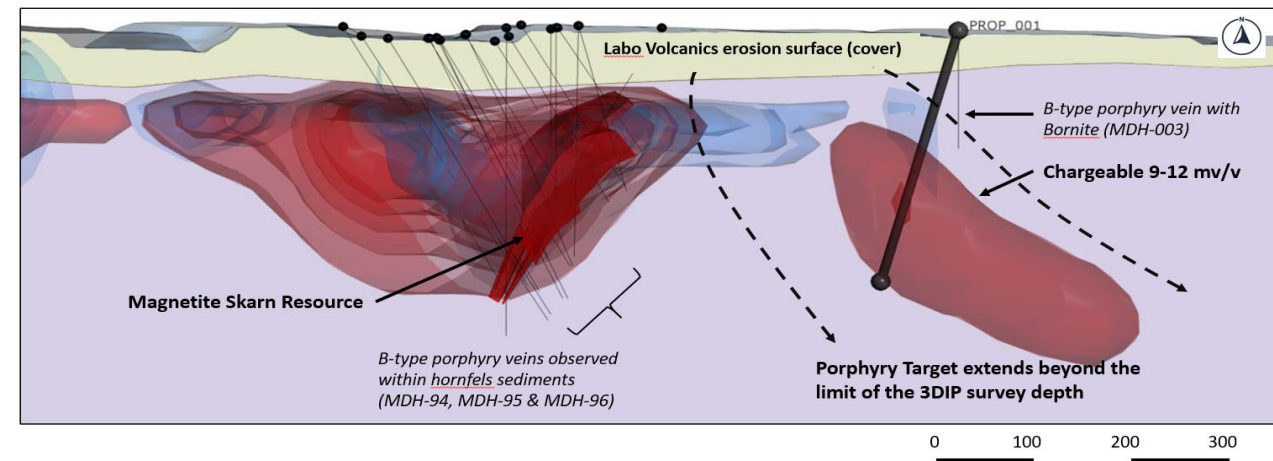 PROP_001
N
Labo Volcanics erosion surface (cover)
B-type porphyry vein with
Bornite (MDH-003)
Chargeable 9-12 mv/v
Magnetite Skarn Resource
B-type porphyry veins observed
within hornfels sediments
(MDH-94, MDH-95 & MDH-96)
Porphyry Target extends beyond the
limit of the 3DIP survey depth
0 100 200 300